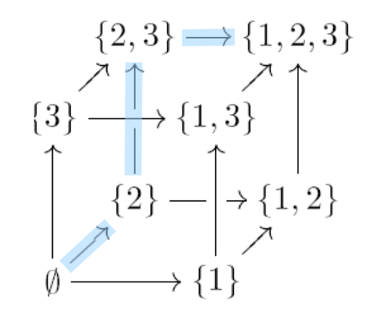 {2, 3} {1, 2, 3}
{3} {1, 3}
{2} {1, 2}
∅ {1}